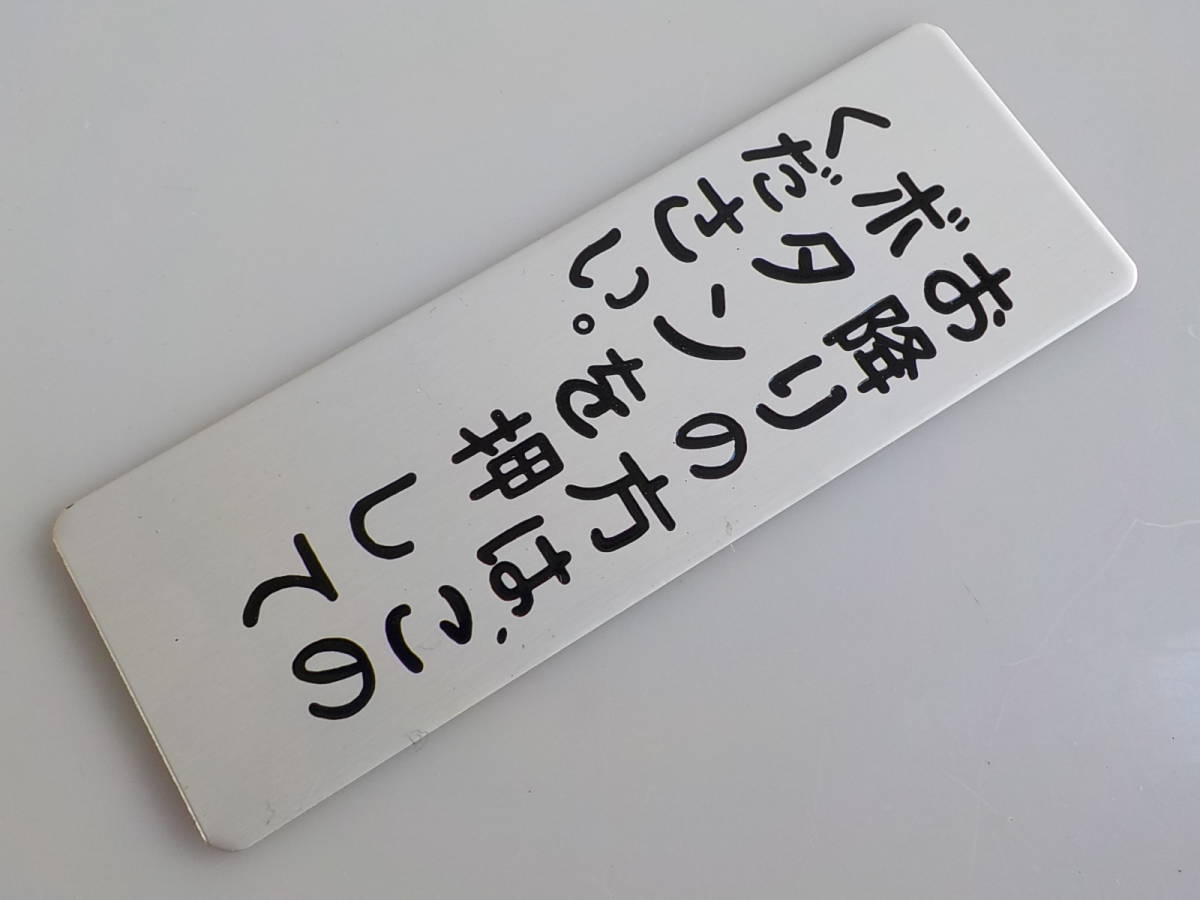 お降りの方は、この
ボタンを押して
ください。